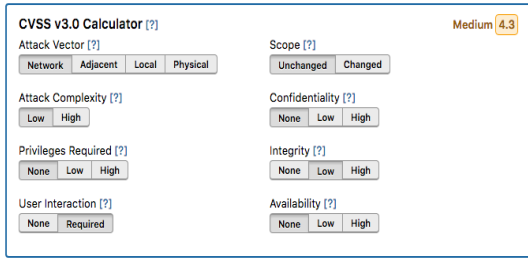 CVSS v3.0 Calculator [?]
Medium 4.3
Attack Vector [?]
Network Adjacent Local Physical
Scope [?]
Unchanged Changed
Attack Complexity [?]
Low High
Confidentiality [?]
None Low High
Privileges Required [?]
None Low High
Integrity [?]
None Low High
User Interaction [?]
None Required
Availability [?]
None Low High